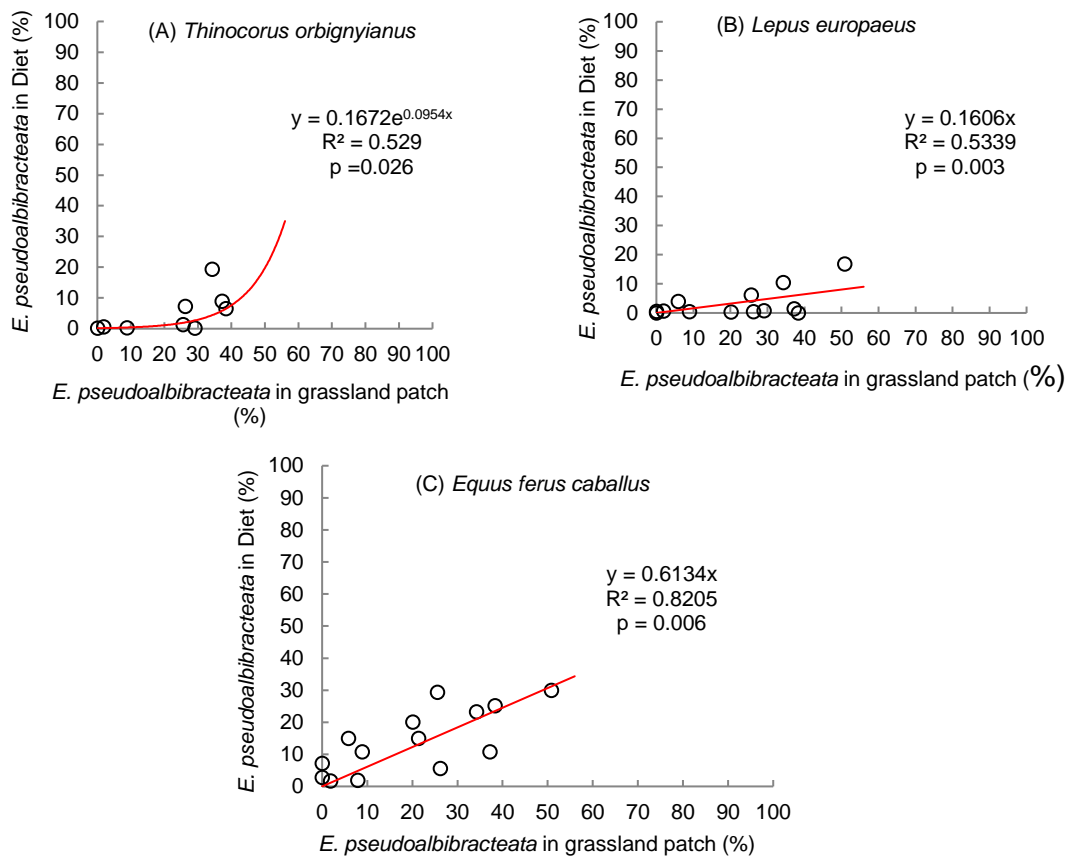 (A) Thinocorus orbignyianus
E. pseudoalbibracteata in Diet (%)
100
90
80
70
60
50
40
30
20
10
0
y = 0.1672e^0.0954x
R² = 0.529
p =0.026
0 10 20 30 40 50 60 70 80 90 100
E. pseudoalbibracteata in grassland patch
(%)
(B) Lepus europaeus
E. pseudoalbibracteata in Diet (%)
100
90
80
70
60
50
40
30
20
10
0
y = 0.1606x
R² = 0.5339
p = 0.003
0 10 20 30 40 50 60 70 80 90 100
E. pseudoalbibracteata in grassland patch (%)
(C) Equus ferus caballus
E. pseudoalbibracteata in Diet (%)
100
90
80
70
60
50
40
30
20
10
0
y = 0.6134x
R² = 0.8205
p = 0.006
0 10 20 30 40 50 60 70 80 90 100
E. pseudoalbibracteata in grassland patch (%)